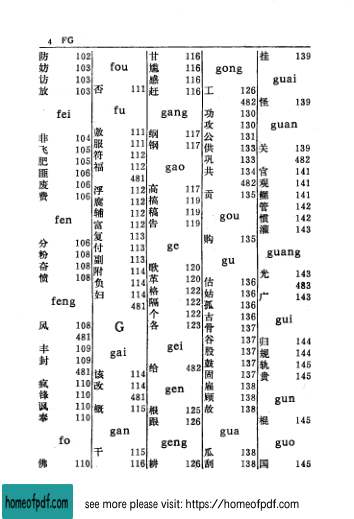 4 FG
防 102
妨 103
访 103
放 103
fei
非 104
飞 105
肥 105
匪 106
废 106
费 106
fen
分 106
粉 108
奋 108
愤 108
feng
风 108
481
丰 109
封 109
481
疯 110
锋 110
讽 110
奉 110
fo
佛 110
fou
否 111
fu
敷 111
服 111
符 112
福 112
481
浮 112
腐 112
辅 112
富 112
复 113
付 113
副 113
附 114
负 114
妇 114
481
G
gai
该 114
改 114
481
概 115
gan
干 115
116
甘 116
尴 116
感 116
赶 116
gang
纲 117
钢 117
gao
高 117
搞 119
稿 119
告 119
ge
歌 120
革 120
格 122
隔 122
个 122
各 123
gei
给 482
gen
根 125
跟 126
geng
耕 126
gong
工 126
482
功 130
攻 130
公 131
供 133
巩 133
共 134
482
贡 135
gou
购 135
gu
估 136
姑 136
孤 136
古 136
骨 137
谷 137
股 137
鼓 137
固 137
雇 138
顾 138
故 138
gua
瓜 138
刮 138
挂 139
guai
怪 139
guan
关 139
482
官 141
观 141
棚 141
管 142
惯 142
灌 143
guang
光 143
483
广 143
gui
归 144
规 144
轨 145
贵 145
gun
棍 145
guo
国 145
homeofpdf.com
see more please visit: https://homeofpdf.com